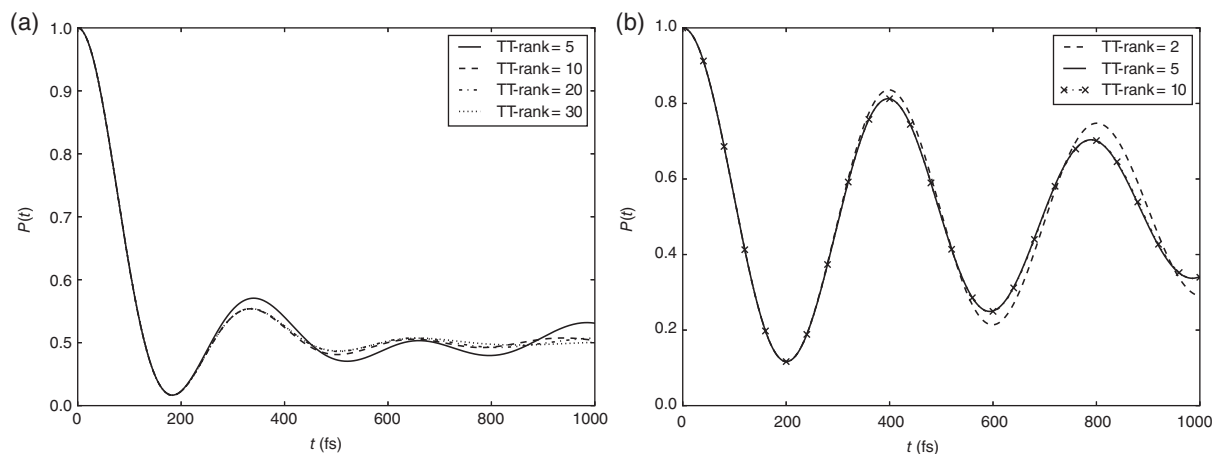 (a)
1.0
0.9
0.8
0.7
0.6
0.5
0.4
0.3
0.2
0.1
0.0
P(t)
0
200
400
600
800
1000
t (fs)
TT-rank = 5
TT-rank = 10
TT-rank = 20
TT-rank = 30
(b)
1.0
0.8
0.6
0.4
0.2
0.0
P(t)
0
200
400
600
800
1000
t (fs)
TT-rank = 2
TT-rank = 5
TT-rank = 10